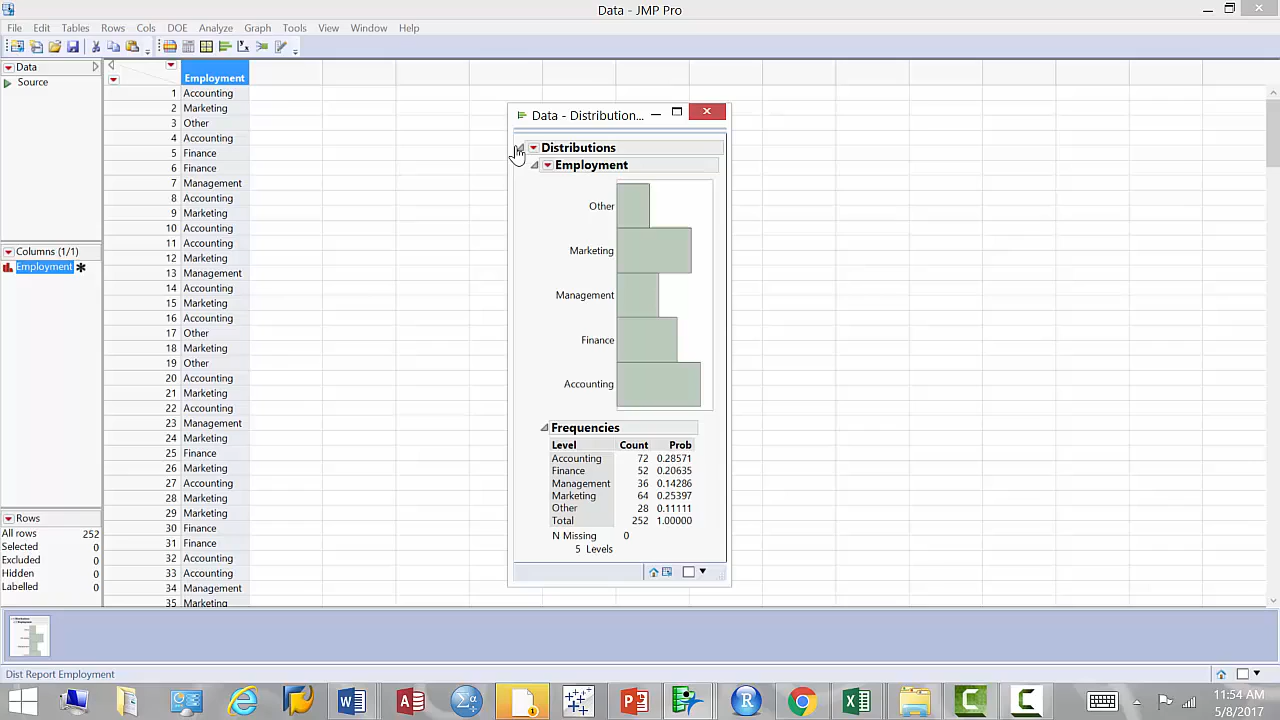 Data - JMP Pro
File Edit Tables Rows Cols DOE Analyze Graph Tools View Window Help
Data
Source
Columns (1/1)
Employment
Rows
All rows 252
Selected 0
Excluded 0
Hidden 0
Labelled 0
Employment
1 Accounting
2 Marketing
3 Other
4 Accounting
5 Finance
6 Finance
7 Management
8 Accounting
9 Marketing
10 Accounting
11 Accounting
12 Marketing
13 Management
14 Accounting
15 Marketing
16 Accounting
17 Other
18 Marketing
19 Other
20 Accounting
21 Marketing
22 Accounting
23 Management
24 Marketing
25 Finance
26 Marketing
27 Accounting
28 Marketing
29 Marketing
30 Finance
31 Finance
32 Accounting
33 Accounting
34 Management
35 Marketing
Data - Distribution...
Distributions
Employment
Other
Marketing
Management
Finance
Accounting
Frequencies
Level Count Prob
Accounting 72 0.28571
Finance 52 0.20635
Management 36 0.14286
Marketing 64 0.25397
Other 28 0.11111
Total 252 1.00000
N Missing 0
5 Levels
Dist Report Employment
11:54 AM
5/8/2017